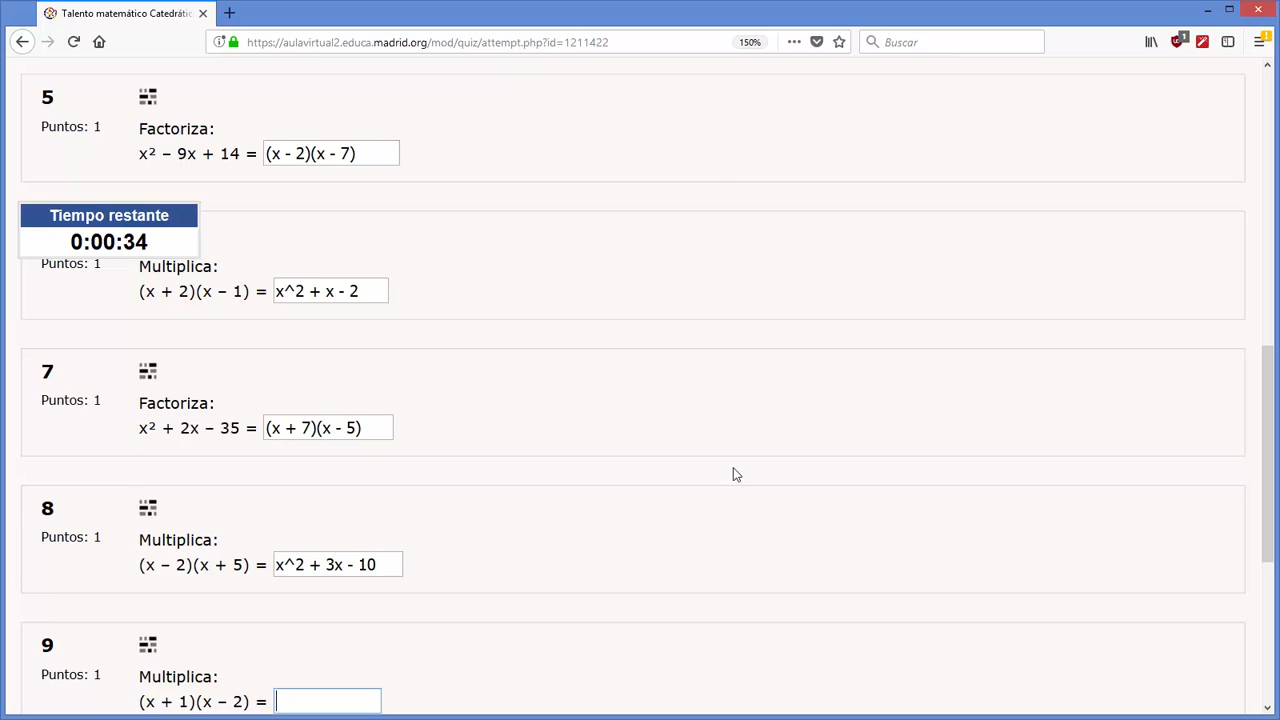 Talento matemático Catedrátic
https://aulavirtual2.educa.madrid.org/mod/quiz/attempt.php?id=1211422
150%
Buscar
1
5
Puntos: 1
Factoriza:
x² – 9x + 14 = (x - 2)(x - 7)
Tiempo restante
0:00:34
Puntos: 1
Multiplica:
(x + 2)(x – 1) = x^2 + x - 2
7
Puntos: 1
Factoriza:
x² + 2x – 35 = (x + 7)(x - 5)
8
Puntos: 1
Multiplica:
(x – 2)(x + 5) = x^2 + 3x - 10
9
Puntos: 1
Multiplica:
(x + 1)(x – 2) =